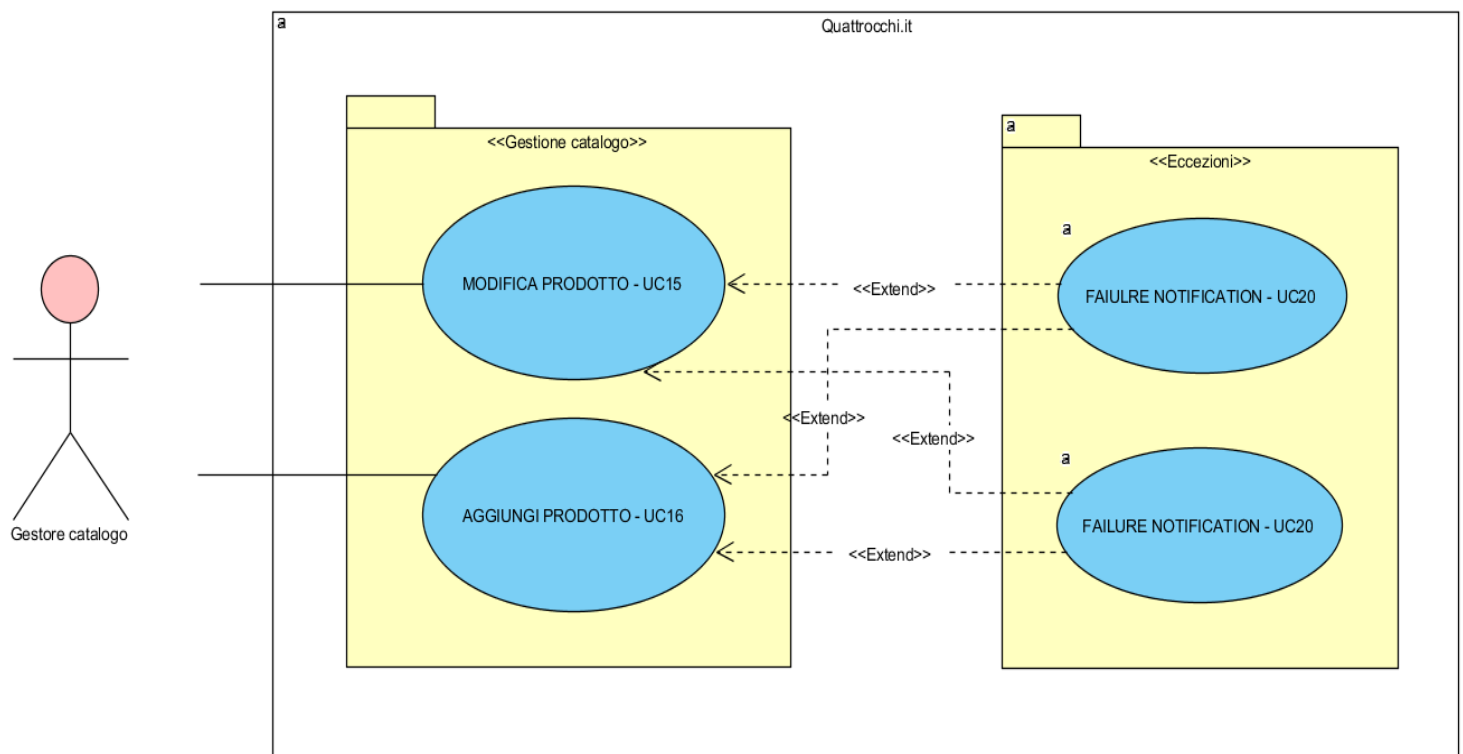 a
Quattrocchi.it
<<Gestione catalogo>>
a
<<Eccezioni>>
a
MODIFICA PRODOTTO - UC15
<<Extend>>
FAIULRE NOTIFICATION - UC20
<<Extend>>
<<Extend>>
a
AGGIUNGI PRODOTTO - UC16
<<Extend>>
FAILURE NOTIFICATION - UC20
Gestore catalogo